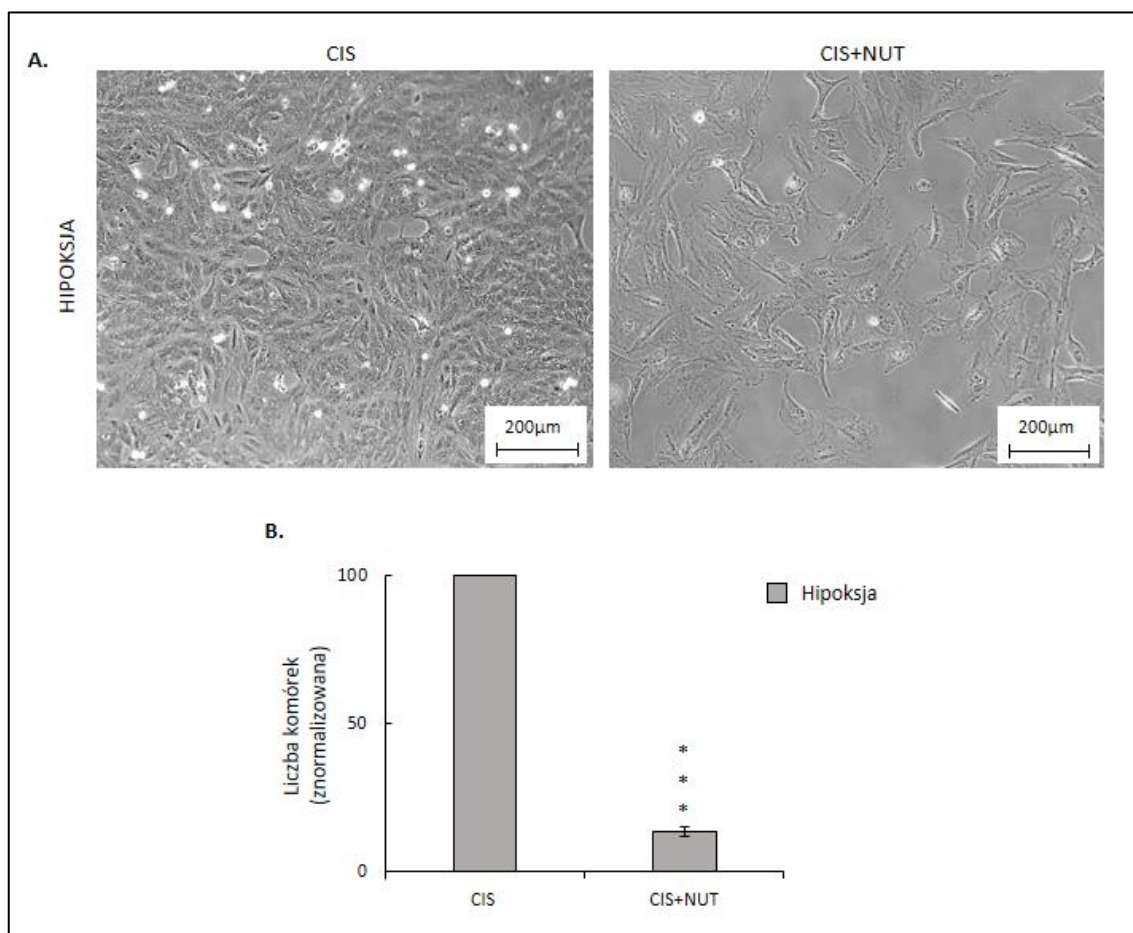 A.
CIS
CIS+NUT
HIPOKSJA
200µm
200µm
B.
100
50
0
Liczba komórek
(znormalizowana)
Hipoksja
*
*
*
CIS
CIS+NUT